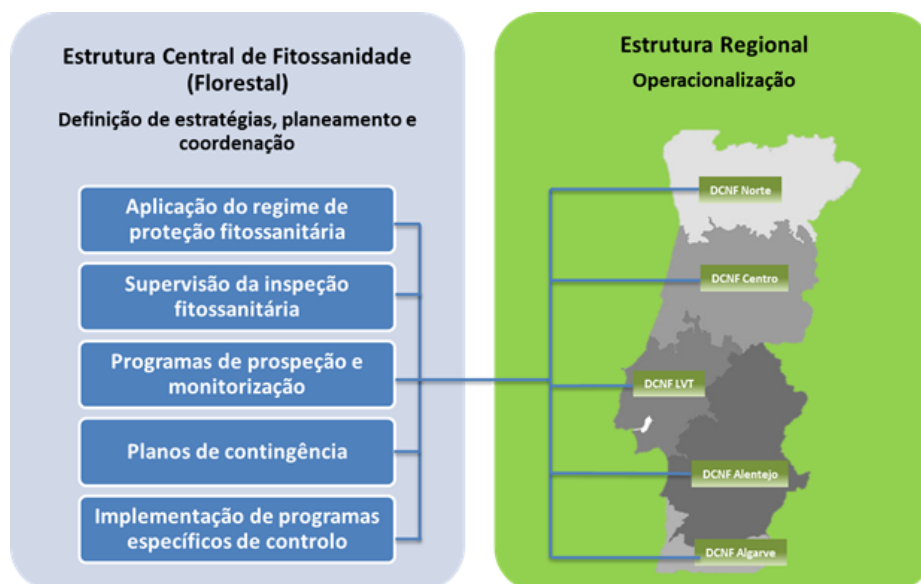 Estrutura Central de Fitossanidade
(Florestal)
Definição de estratégias, planeamento e
coordenação
Aplicação do regime de
proteção fitossanitária
Supervisão da inspeção
fitossanitária
Programas de prospeção e
monitorização
Planos de contingência
Implementação de programas
específicos de controlo
Estrutura Regional
Operacionalização
DCNF Norte
DCNF Centro
DCNF LVT
DCNF Alentejo
DCNF Algarve